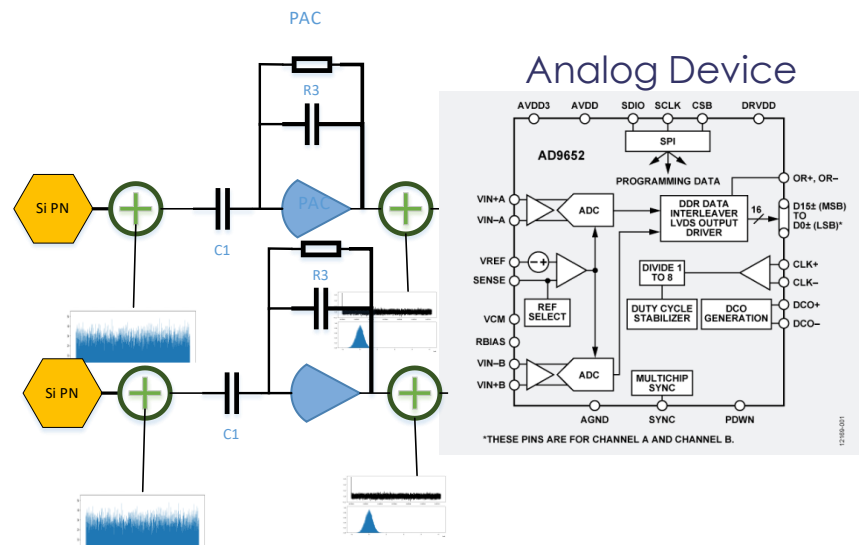 PAC
Analog Device
R3
Si PN
PAC
C1
R3
Si PN
C1
AVDD3 AVDD SDIO SCLK CSB DRVDD
SPI
AD9652
PROGRAMMING DATA
OR+, OR–
VIN+A
VIN–A
ADC
DDR DATA
INTERLEAVER
LVDS OUTPUT
DRIVER
16
D15± (MSB)
TO
D0± (LSB)*
VREF
SENSE
– +
REF
SELECT
DIVIDE 1
TO 8
CLK+
CLK–
DUTY CYCLE
STABILIZER
DCO
GENERATION
DCO+
DCO–
VCM
RBIAS
VIN–B
VIN+B
ADC
MULTICHIP
SYNC
AGND SYNC PDWN
*THESE PINS ARE FOR CHANNEL A AND CHANNEL B.
12169-001